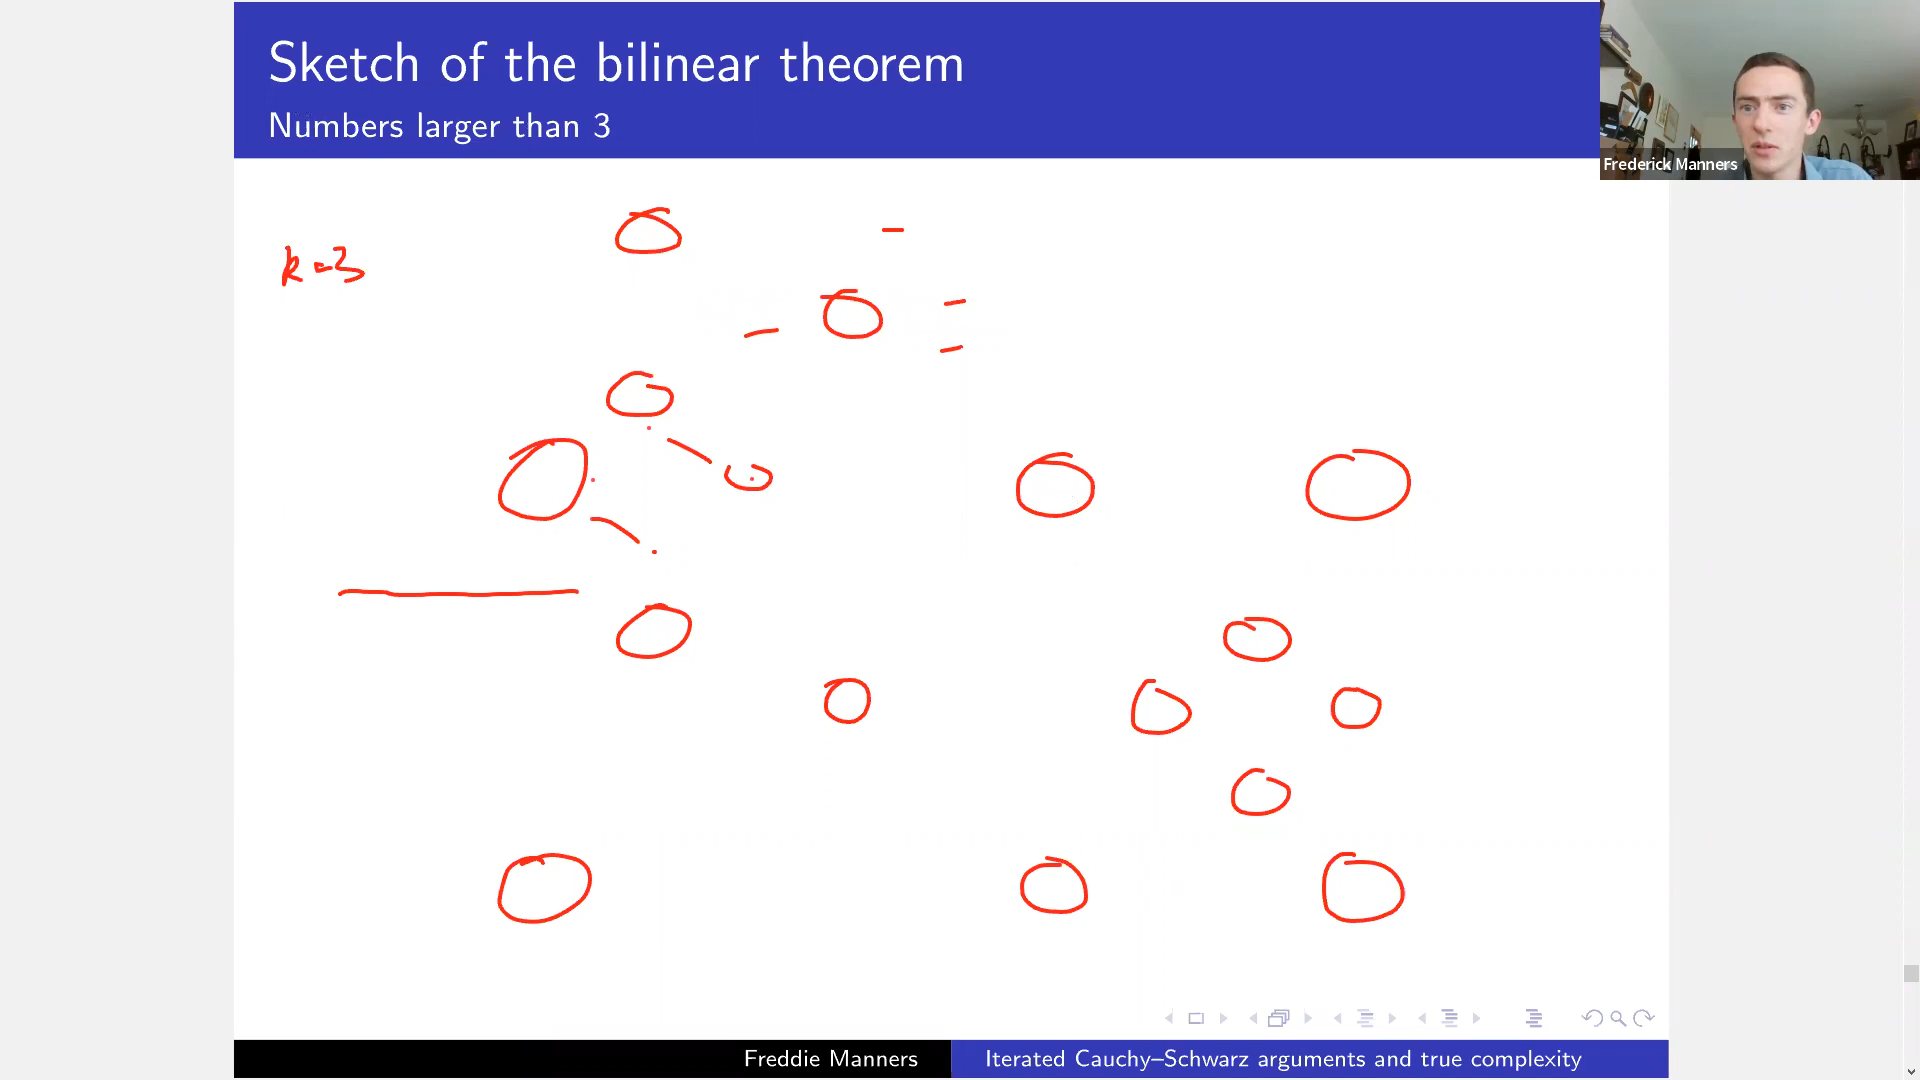 Sketch of the bilinear theorem
Numbers larger than 3
Frederick Manners
k=3
Freddie Manners
Iterated Cauchy–Schwarz arguments and true complexity